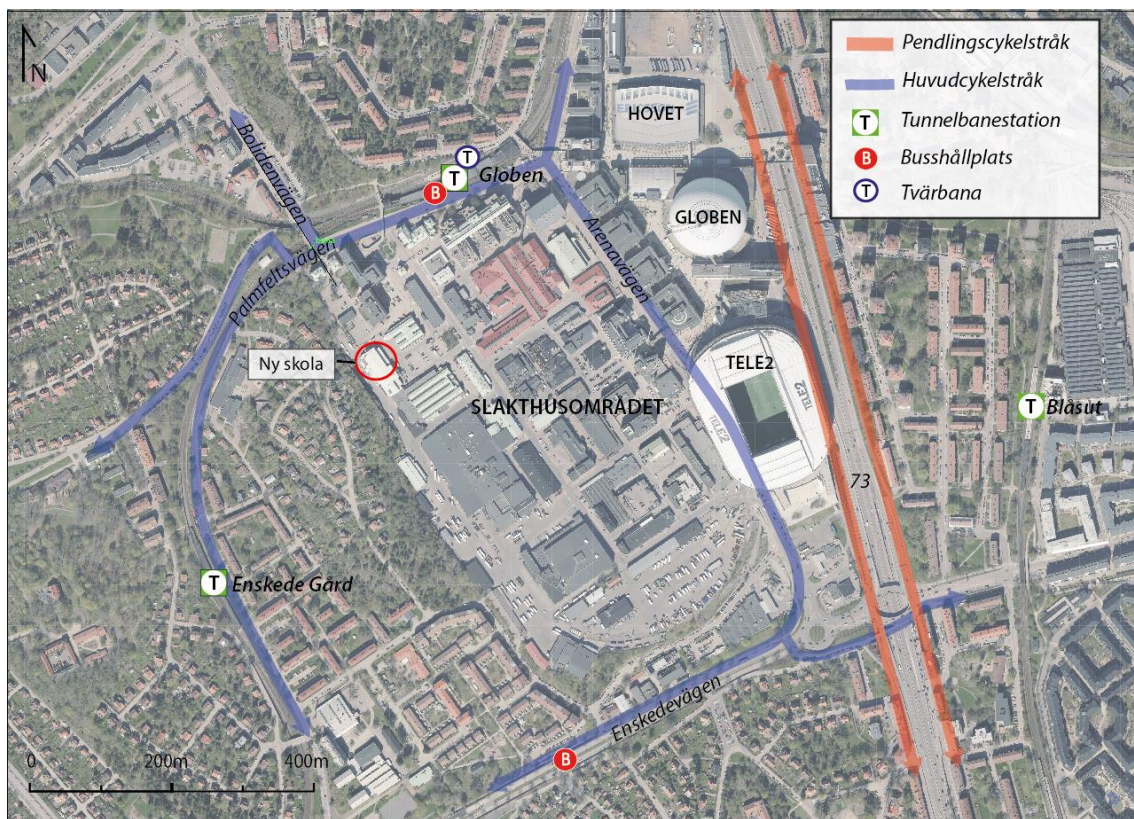 N
Pendlingscykelstråk
Huvudcykelstråk
T Tunnelbanestation
B Busshållplats
T Tvärbana
HOVET
Bolidenvägen
T
T
B
Globen
GLOBEN
Palmfeltsvägen
Arenavägen
Ny skola
TELE2
TELE2
TELE2
SLAKTHUSOMRÅDET
T Blåsut
73
T Enskede Gård
Enskedevägen
B
0 200m 400m